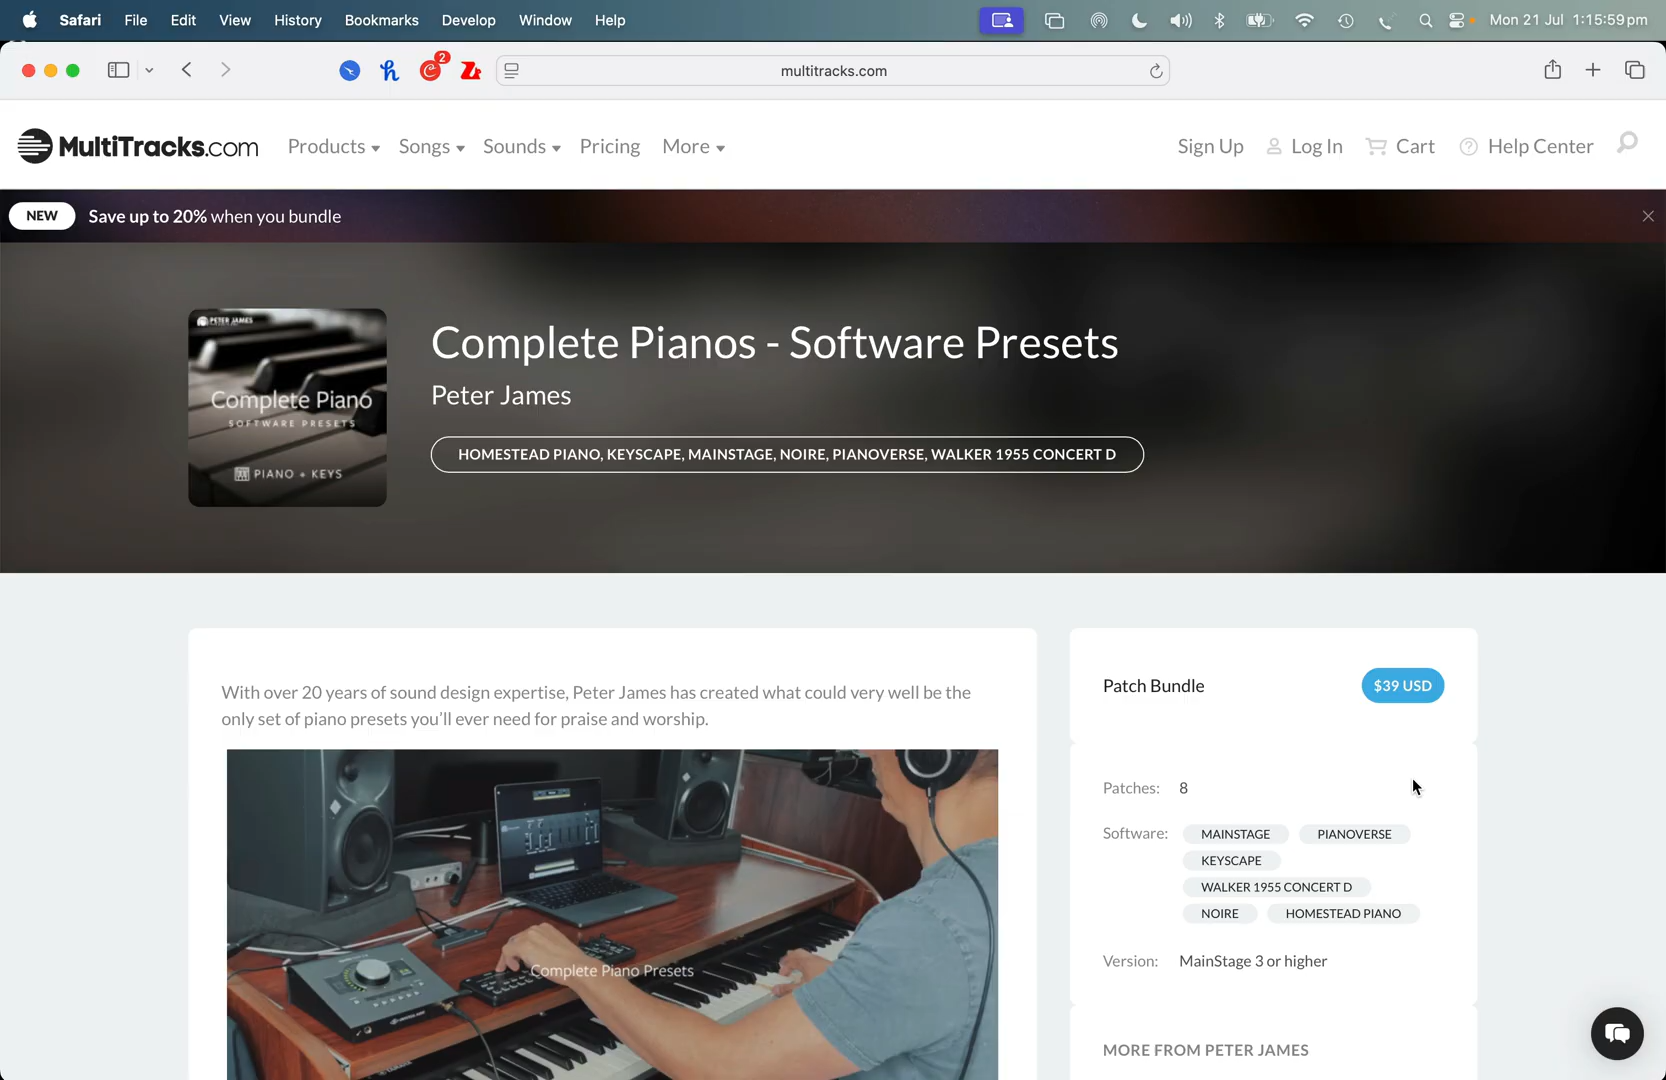 Safari File Edit View History Bookmarks Develop Window Help Mon 21 Jul 1:15:59 pm
2
multitracks.com
MultiTracks.com Products Songs Sounds Pricing More Sign Up Log In Cart Help Center
NEW Save up to 20% when you bundle
PETER JAMES
Complete Piano
SOFTWARE PRESETS
PIANO + KEYS
Complete Pianos - Software Presets
Peter James
HOMESTEAD PIANO, KEYSCAPE, MAINSTAGE, NOIRE, PIANOVERSE, WALKER 1955 CONCERT D
With over 20 years of sound design expertise, Peter James has created what could very well be the
only set of piano presets you'll ever need for praise and worship.
Complete Piano Presets
Patch Bundle $39 USD
Patches: 8
Software: MAINSTAGE PIANOVERSE
KEYSCAPE
WALKER 1955 CONCERT D
NOIRE HOMESTEAD PIANO
Version: MainStage 3 or higher
MORE FROM PETER JAMES